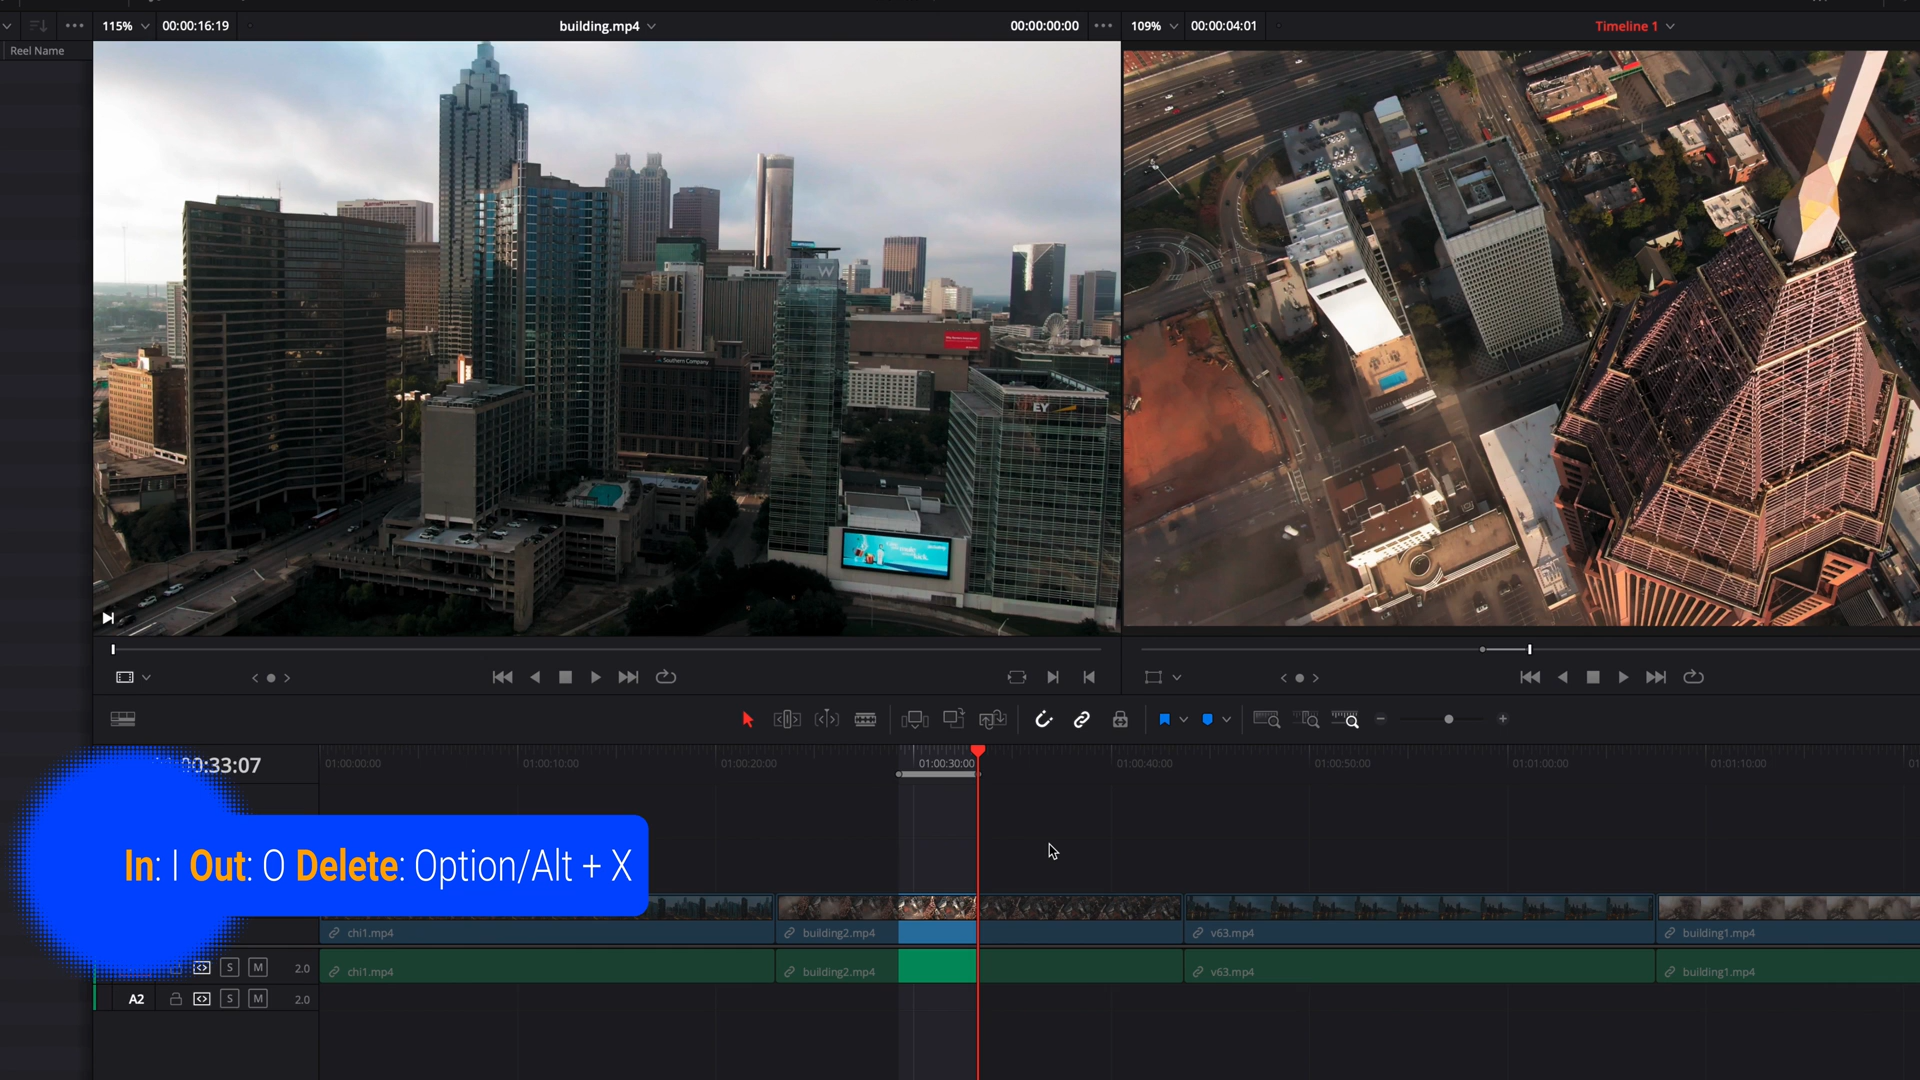 115% 00:00:16:19 building.mp4 00:00:00:00 109% 00:00:04:01 Timeline 1
Reel Name
W
Southern Company
EY
:33:07 01:00:00:00 01:00:10:00 01:00:20:00 01:00:30:00 01:00:40:00 01:00:50:00 01:01:00:00 01:01:10:00
In: I Out: O Delete: Option/Alt + X
chi1.mp4 building2.mp4 v63.mp4 building1.mp4
S M 2.0 chi1.mp4 building2.mp4 v63.mp4 building1.mp4
A2 S M 2.0